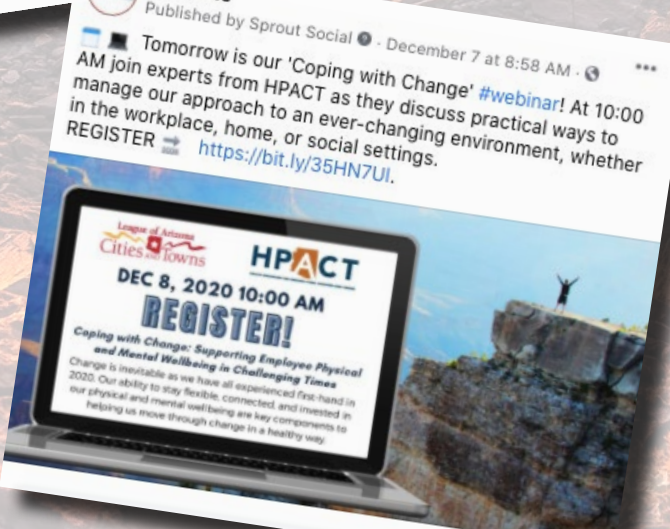 Published by Sprout Social · December 7 at 8:58 AM ·
Tomorrow is our 'Coping with Change' #webinar! At 10:00
AM join experts from HPACT as they discuss practical ways to
manage our approach to an ever-changing environment, whether
in the workplace, home, or social settings.
REGISTER https://bit.ly/35HN7Ul.
League of Arizona
Cities and Towns
HPACT
DEC 8, 2020 10:00 AM
REGISTER!
Coping with Change: Supporting Employee Physical
and Mental Wellbeing in Challenging Times
Change is inevitable as we have all experienced first-hand in
2020. Our ability to stay flexible, connected, and invested in
our physical and mental wellbeing are key components to
helping us move through change in a healthy way.